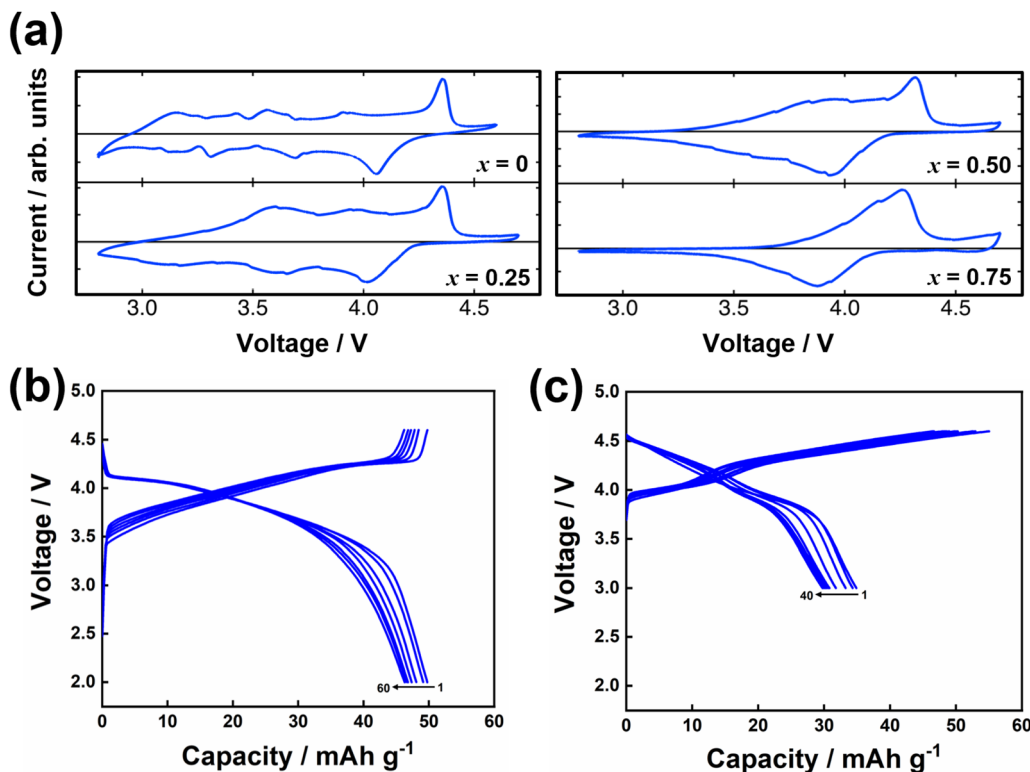 (a)
Current / arb. units
x = 0
x = 0.50
x = 0.25
x = 0.75
3.0 3.5 4.0 4.5
3.0 3.5 4.0 4.5
Voltage / V
Voltage / V
(b)
(c)
Voltage / V
5.0
4.5
4.0
3.5
3.0
2.5
2.0
60 1
0 10 20 30 40 50 60
Capacity / mAh g-1
Voltage / V
5.0
4.5
4.0
3.5
3.0
2.5
2.0
40 1
0 10 20 30 40 50 60
Capacity / mAh g-1